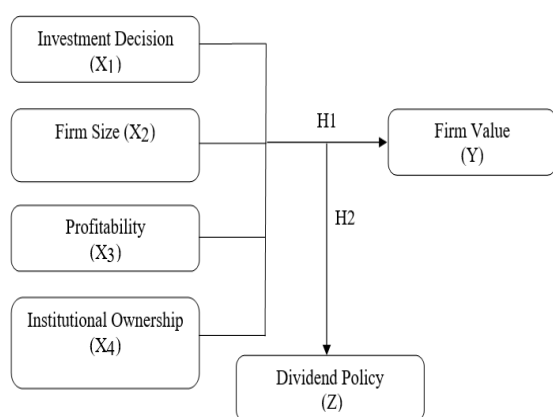 Investment Decision
(X1)
Firm Size (X2)
H1
Firm Value
(Y)
Profitability
(X3)
H2
Institutional Ownership
(X4)
Dividend Policy
(Z)